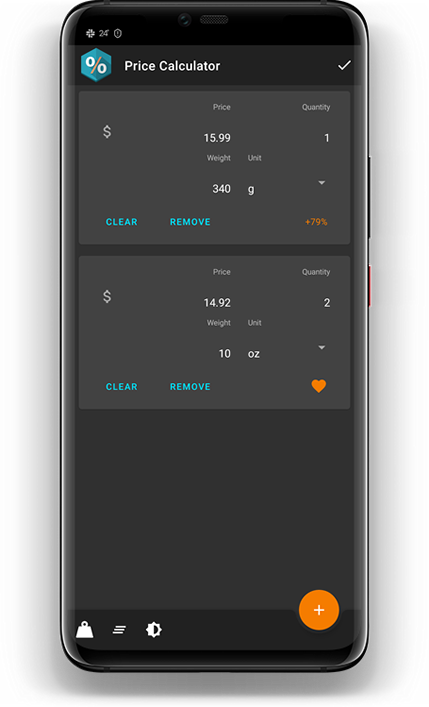 24°
%
Price Calculator
Price Quantity
$ 15.99 1
Weight Unit
340 g
CLEAR REMOVE +79%
Price Quantity
$ 14.92 2
Weight Unit
10 oz
CLEAR REMOVE